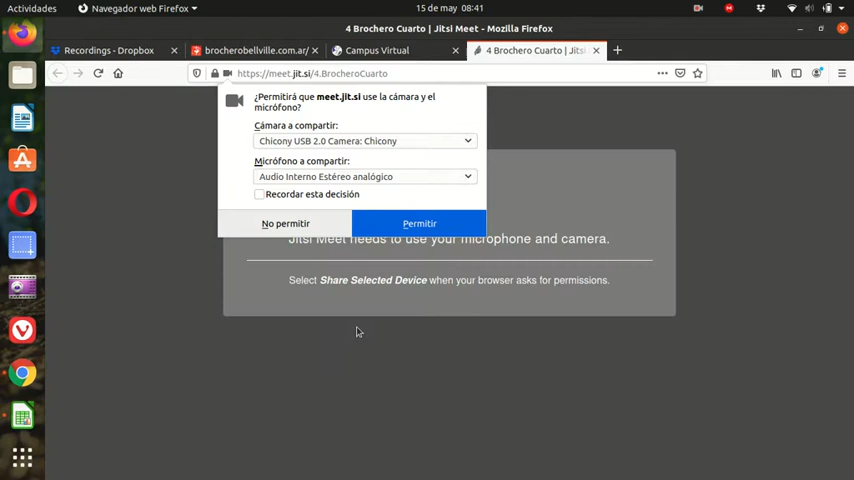 Actividades
Navegador web Firefox
15 de may 08:41
4 Brochero Cuarto | Jitsi Meet - Mozilla Firefox
Recordings - Dropbox
brocherobellville.com.ar/
Campus Virtual
4 Brochero Cuarto | Jitsi
https://meet.jit.si/4.BrocheroCuarto
¿Permitirá que meet.jit.si use la cámara y el
micrófono?
Cámara a compartir:
Chicony USB 2.0 Camera: Chicony
Micrófono a compartir:
Audio Interno Estéreo analógico
Recordar esta decisión
No permitir
Permitir
Jitsi Meet needs to use your microphone and camera.
Select Share Selected Device when your browser asks for permissions.